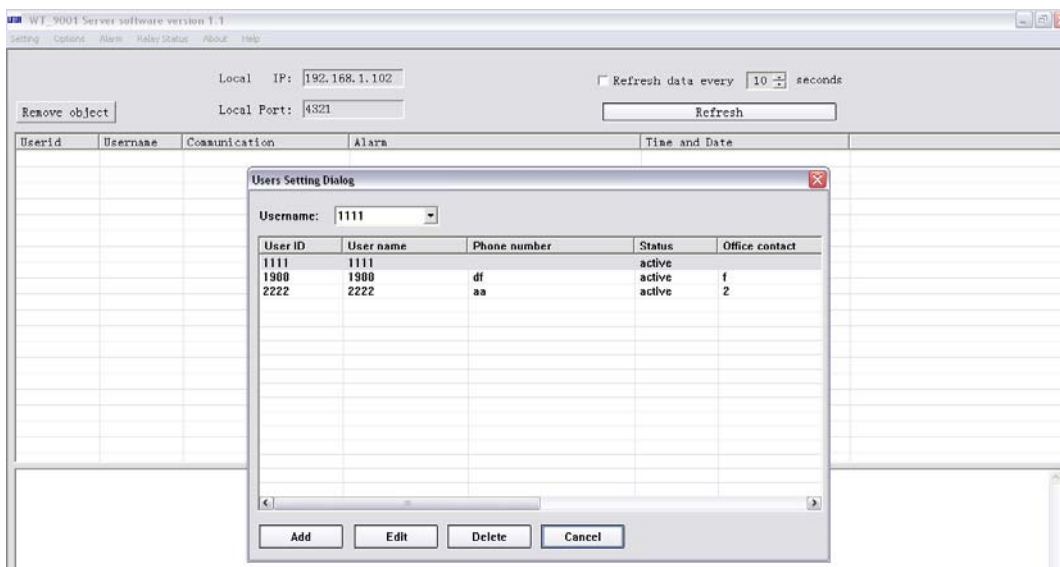 WT_9001 Server software version 1.1
Setting Options Alarm Relay Status About Help
Local IP: 192.168.1.102
Refresh data every 10 seconds
Remove object
Local Port: 4321
Refresh
Userid Username Communication Alarm Time and Date
Users Setting Dialog
Username: 1111
User ID User name Phone number Status Office contact
1111 1111 active
1988 1988 df active f
2222 2222 aa active 2
Add Edit Delete Cancel